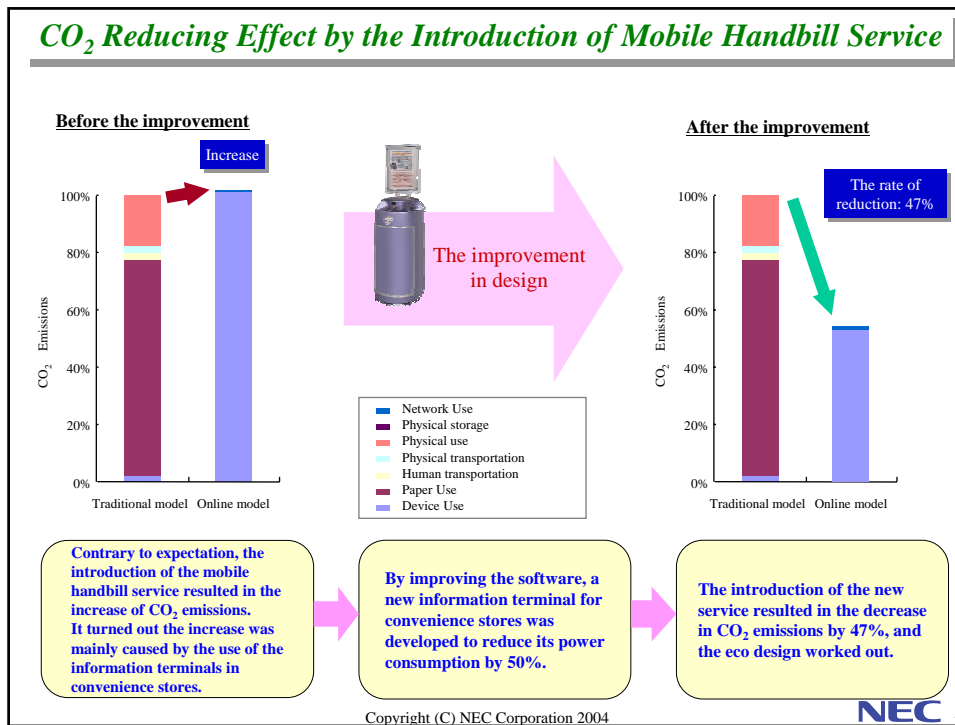 CO₂ Reducing Effect by the Introduction of Mobile Handbill Service
Before the improvement
Increase
100%
80%
60%
40%
20%
0%
CO₂ Emissions
Traditional model
Online model
The improvement
in design
Network Use
Physical storage
Physical use
Physical transportation
Human transportation
Paper Use
Device Use
After the improvement
The rate of
reduction: 47%
100%
80%
60%
40%
20%
0%
CO₂ Emissions
Traditional model
Online model
Contrary to expectation, the
introduction of the mobile
handbill service resulted in the
increase of CO₂ emissions.
It turned out the increase was
mainly caused by the use of the
information terminals in
convenience stores.
By improving the software, a
new information terminal for
convenience stores was
developed to reduce its power
consumption by 50%.
The introduction of the new
service resulted in the decrease
in CO₂ emissions by 47%, and
the eco design worked out.
Copyright (C) NEC Corporation 2004
NEC